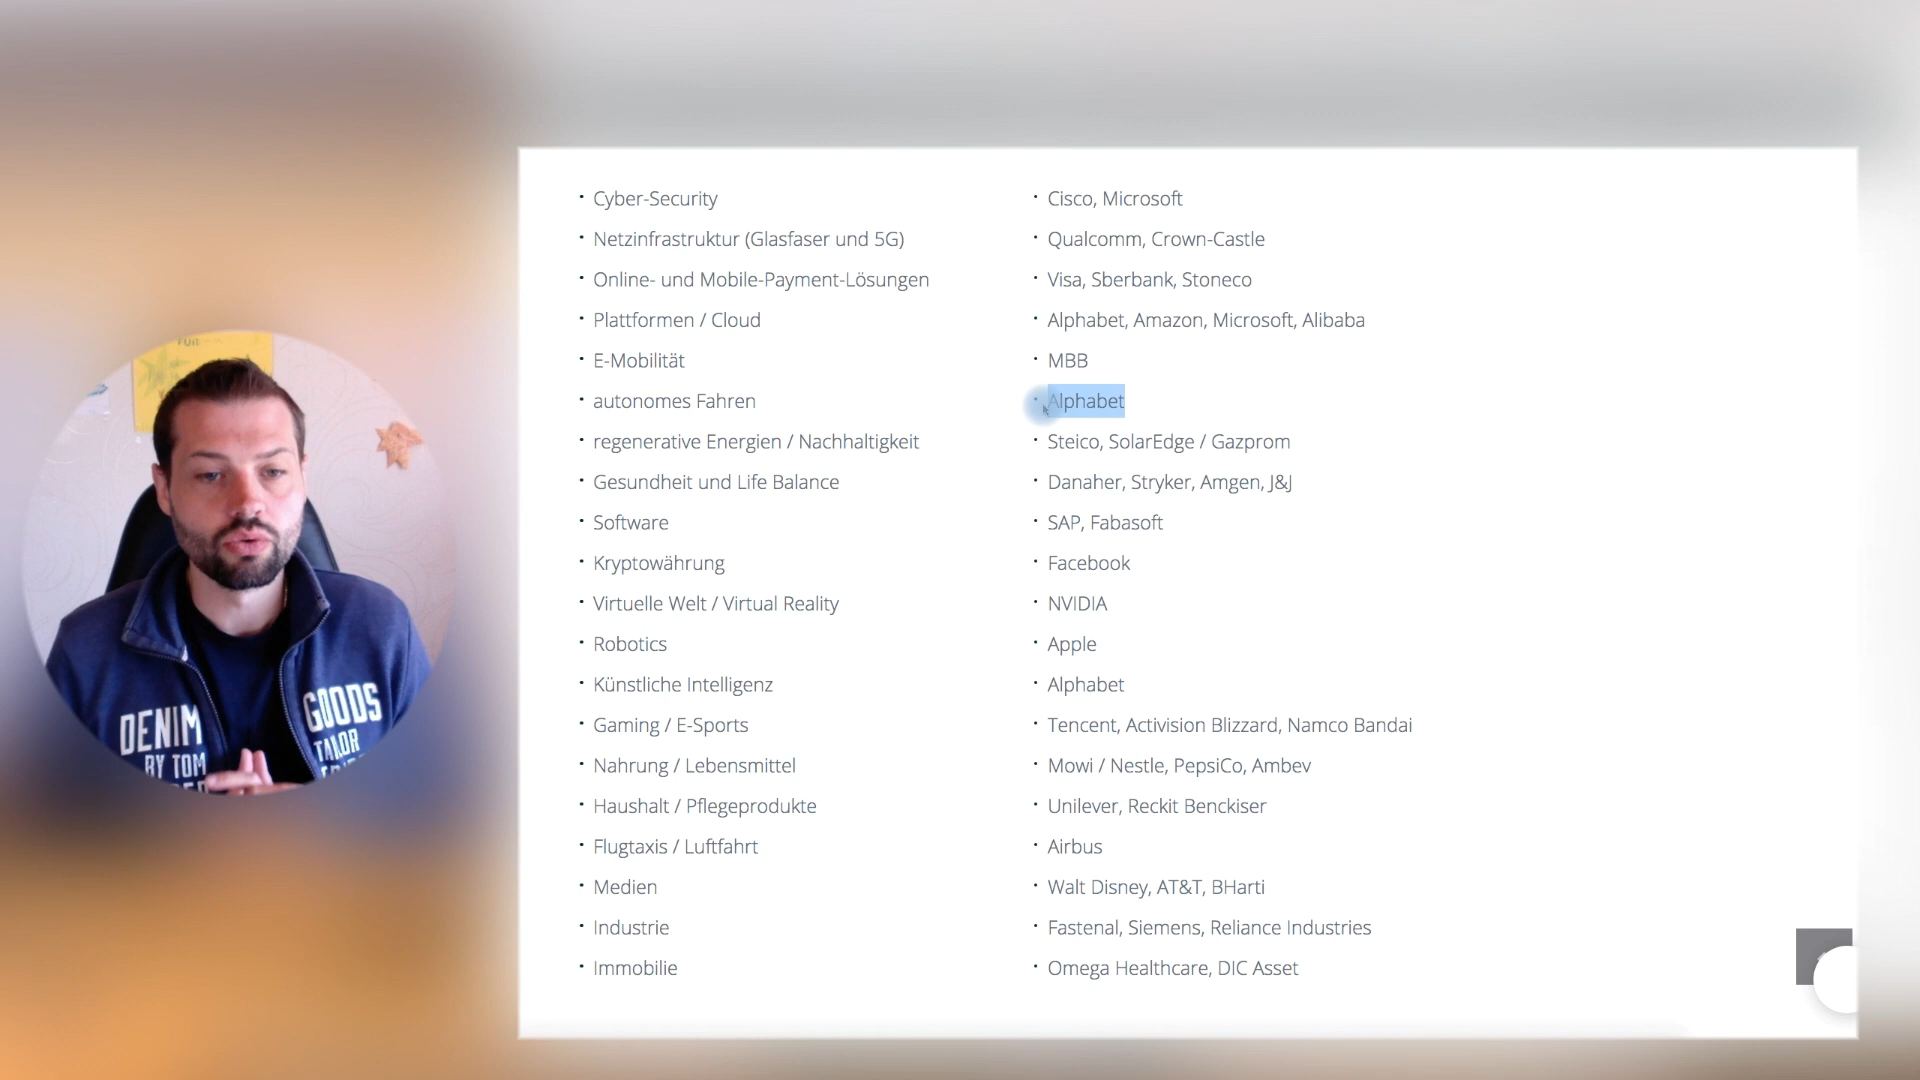 Cyber-Security
Netzinfrastruktur (Glasfaser und 5G)
Online- und Mobile-Payment-Lösungen
Plattformen / Cloud
E-Mobilität
autonomes Fahren
regenerative Energien / Nachhaltigkeit
Gesundheit und Life Balance
Software
Kryptowährung
Virtuelle Welt / Virtual Reality
Robotics
Künstliche Intelligenz
Gaming / E-Sports
Nahrung / Lebensmittel
Haushalt / Pflegeprodukte
Flugtaxis / Luftfahrt
Medien
Industrie
Immobilie
Cisco, Microsoft
Qualcomm, Crown-Castle
Visa, Sberbank, Stoneco
Alphabet, Amazon, Microsoft, Alibaba
MBB
Alphabet
Steico, SolarEdge / Gazprom
Danaher, Stryker, Amgen, J&J
SAP, Fabasoft
Facebook
NVIDIA
Apple
Alphabet
Tencent, Activision Blizzard, Namco Bandai
Mowi / Nestle, PepsiCo, Ambev
Unilever, Reckit Benckiser
Airbus
Walt Disney, AT&T, BHarti
Fastenal, Siemens, Reliance Industries
Omega Healthcare, DIC Asset
DENIM
BY TOM
GOODS
TAILOR